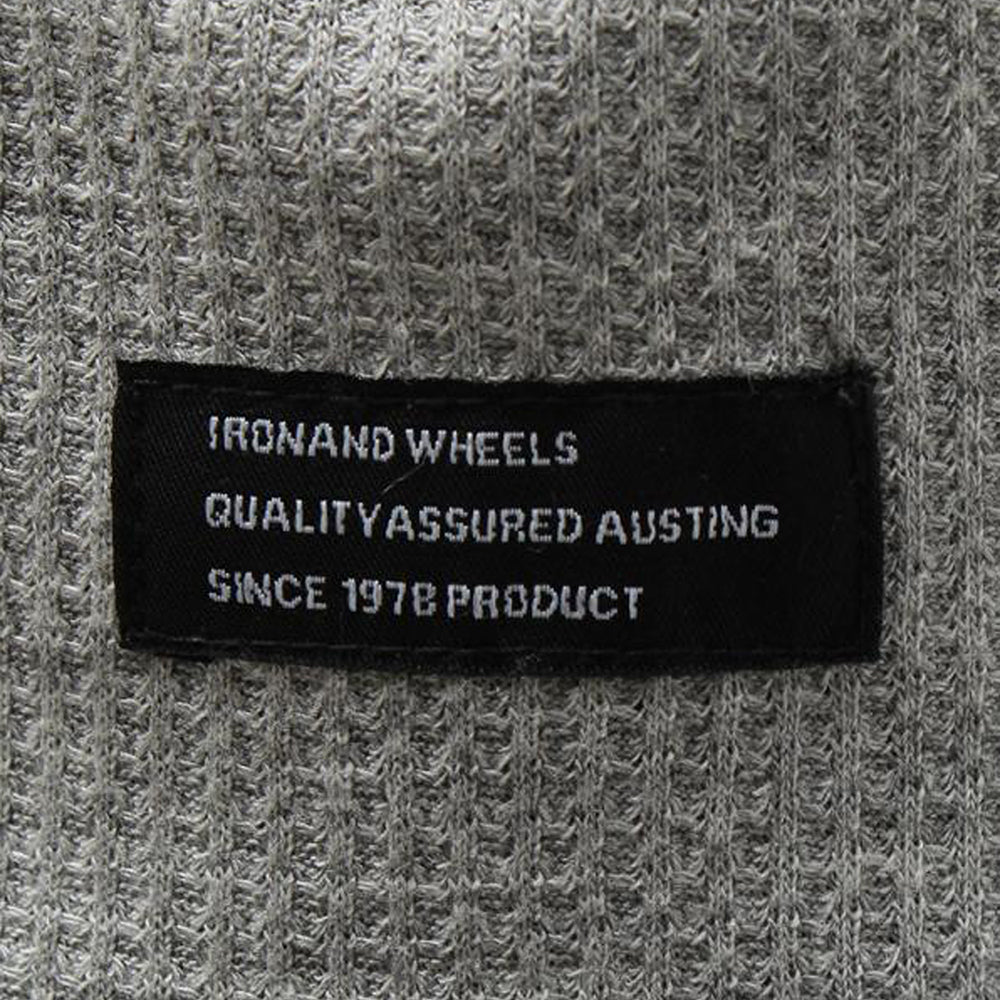 IRONAND WHEELS
QUALITYASSURED AUSTING
SINCE 1978 PRODUCT